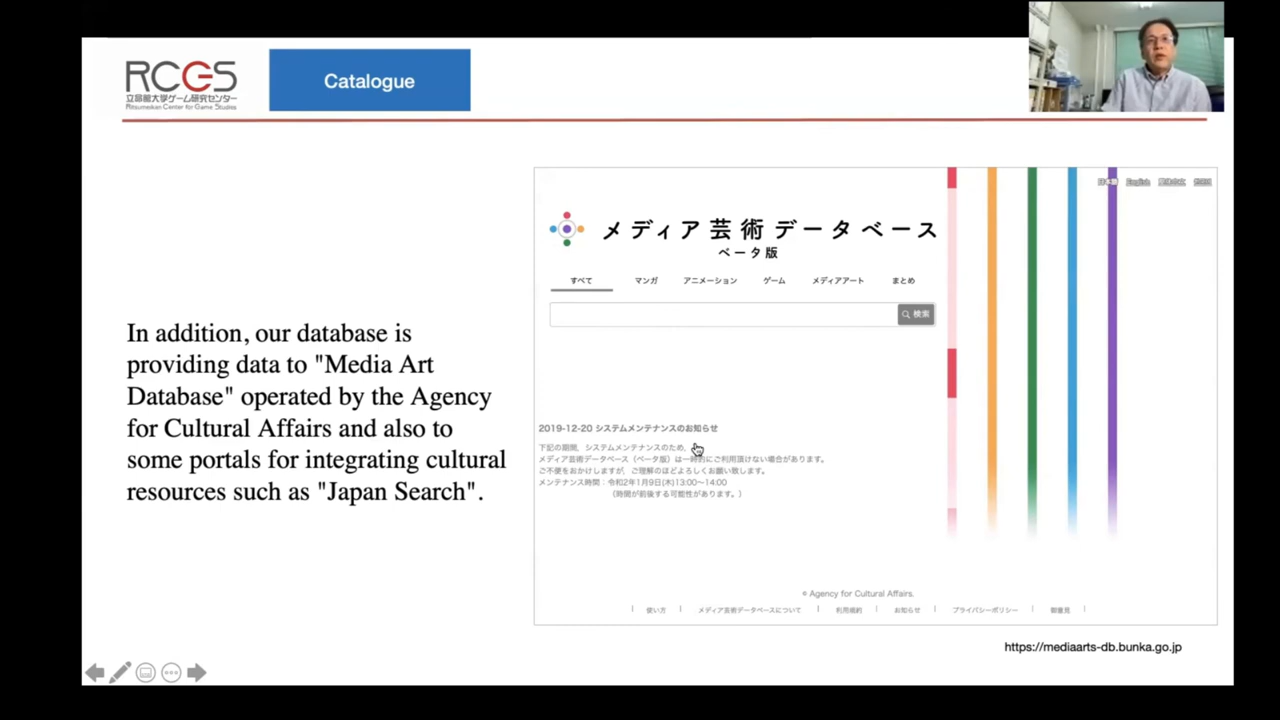 RCGS
立命館大学ゲーム研究センター
Ritsumeikan Center for Game Studies
Catalogue
In addition, our database is
providing data to "Media Art
Database" operated by the Agency
for Cultural Affairs and also to
some portals for integrating cultural
resources such as "Japan Search".
日本語 English 한국어
メディア芸術データベース
ベータ版
すべて マンガ アニメーション ゲーム メディアアート まとめ
検索
2019-12-20 システムメンテナンスのお知らせ
下記の期間、システムメンテナンスのため、
メディア芸術データベース（ベータ版）は一時的にご利用頂けない場合があります。
ご不便をおかけしますが、ご理解のほどよろしくお願い致します。
メンテナンス時間：令和2年1月9日(木)13:00〜14:00
（時間が前後する可能性があります。）
© Agency for Cultural Affairs.
使い方 メディア芸術データベースについて 利用規約 お知らせ プライバシーポリシー 御意見
https://mediaarts-db.bunka.go.jp